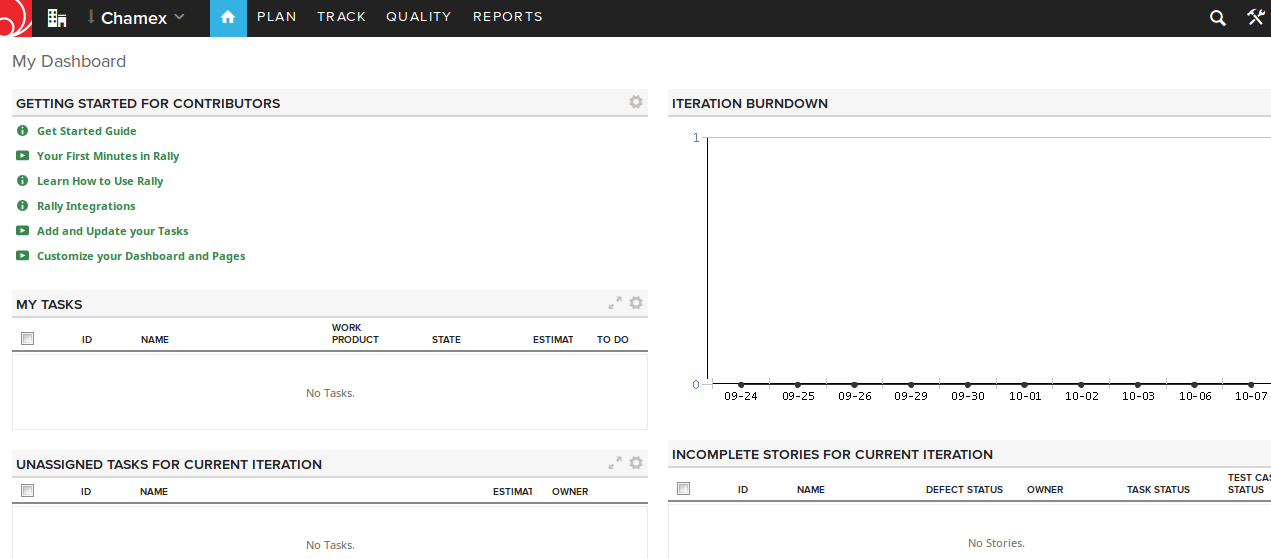 Chamex
PLAN TRACK QUALITY REPORTS
My Dashboard
GETTING STARTED FOR CONTRIBUTORS
Get Started Guide
Your First Minutes in Rally
Learn How to Use Rally
Rally Integrations
Add and Update your Tasks
Customize your Dashboard and Pages
MY TASKS
ID NAME WORK PRODUCT STATE ESTIMAT TO DO
No Tasks.
UNASSIGNED TASKS FOR CURRENT ITERATION
ID NAME ESTIMAT OWNER
No Tasks.
ITERATION BURNDOWN
1
0
09-24 09-25 09-26 09-29 09-30 10-01 10-02 10-03 10-06 10-07
INCOMPLETE STORIES FOR CURRENT ITERATION
ID NAME DEFECT STATUS OWNER TASK STATUS TEST CAS STATUS
No Stories.